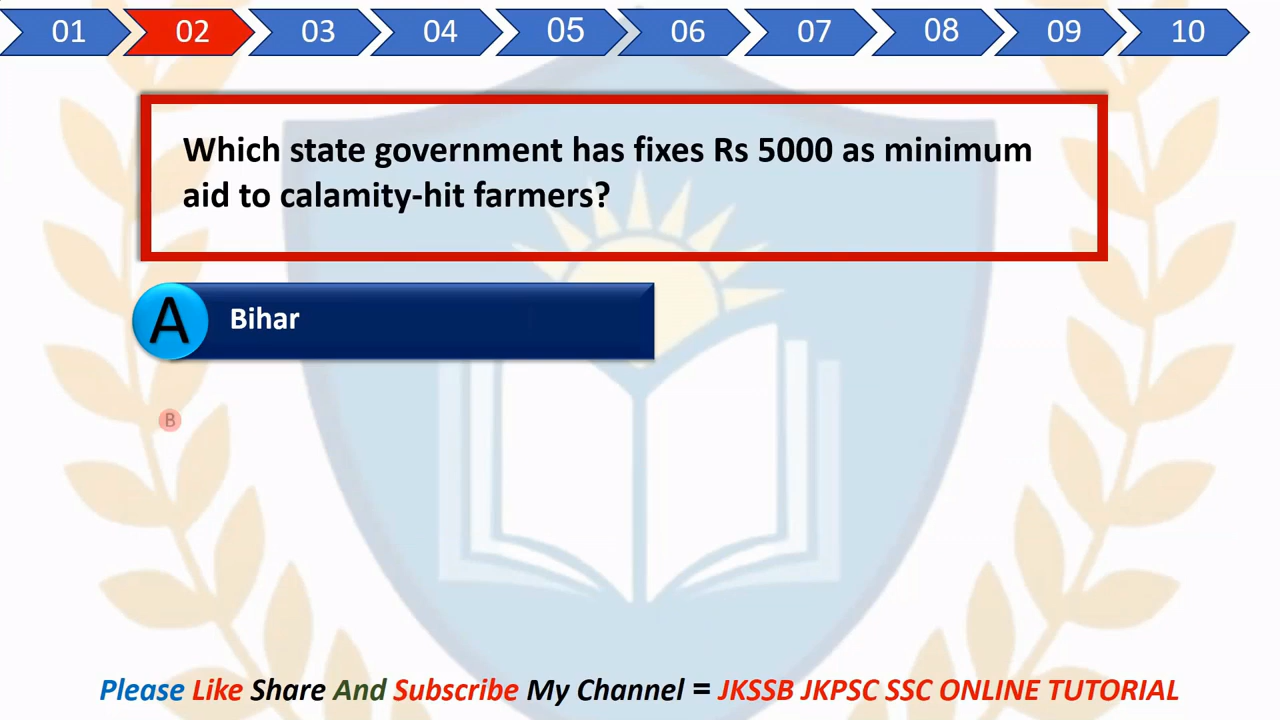 01 02 03 04 05 06 07 08 09 10
Which state government has fixes Rs 5000 as minimum
aid to calamity-hit farmers?
A Bihar
B
Please Like Share And Subscribe My Channel = JKSSB JKPSC SSC ONLINE TUTORIAL